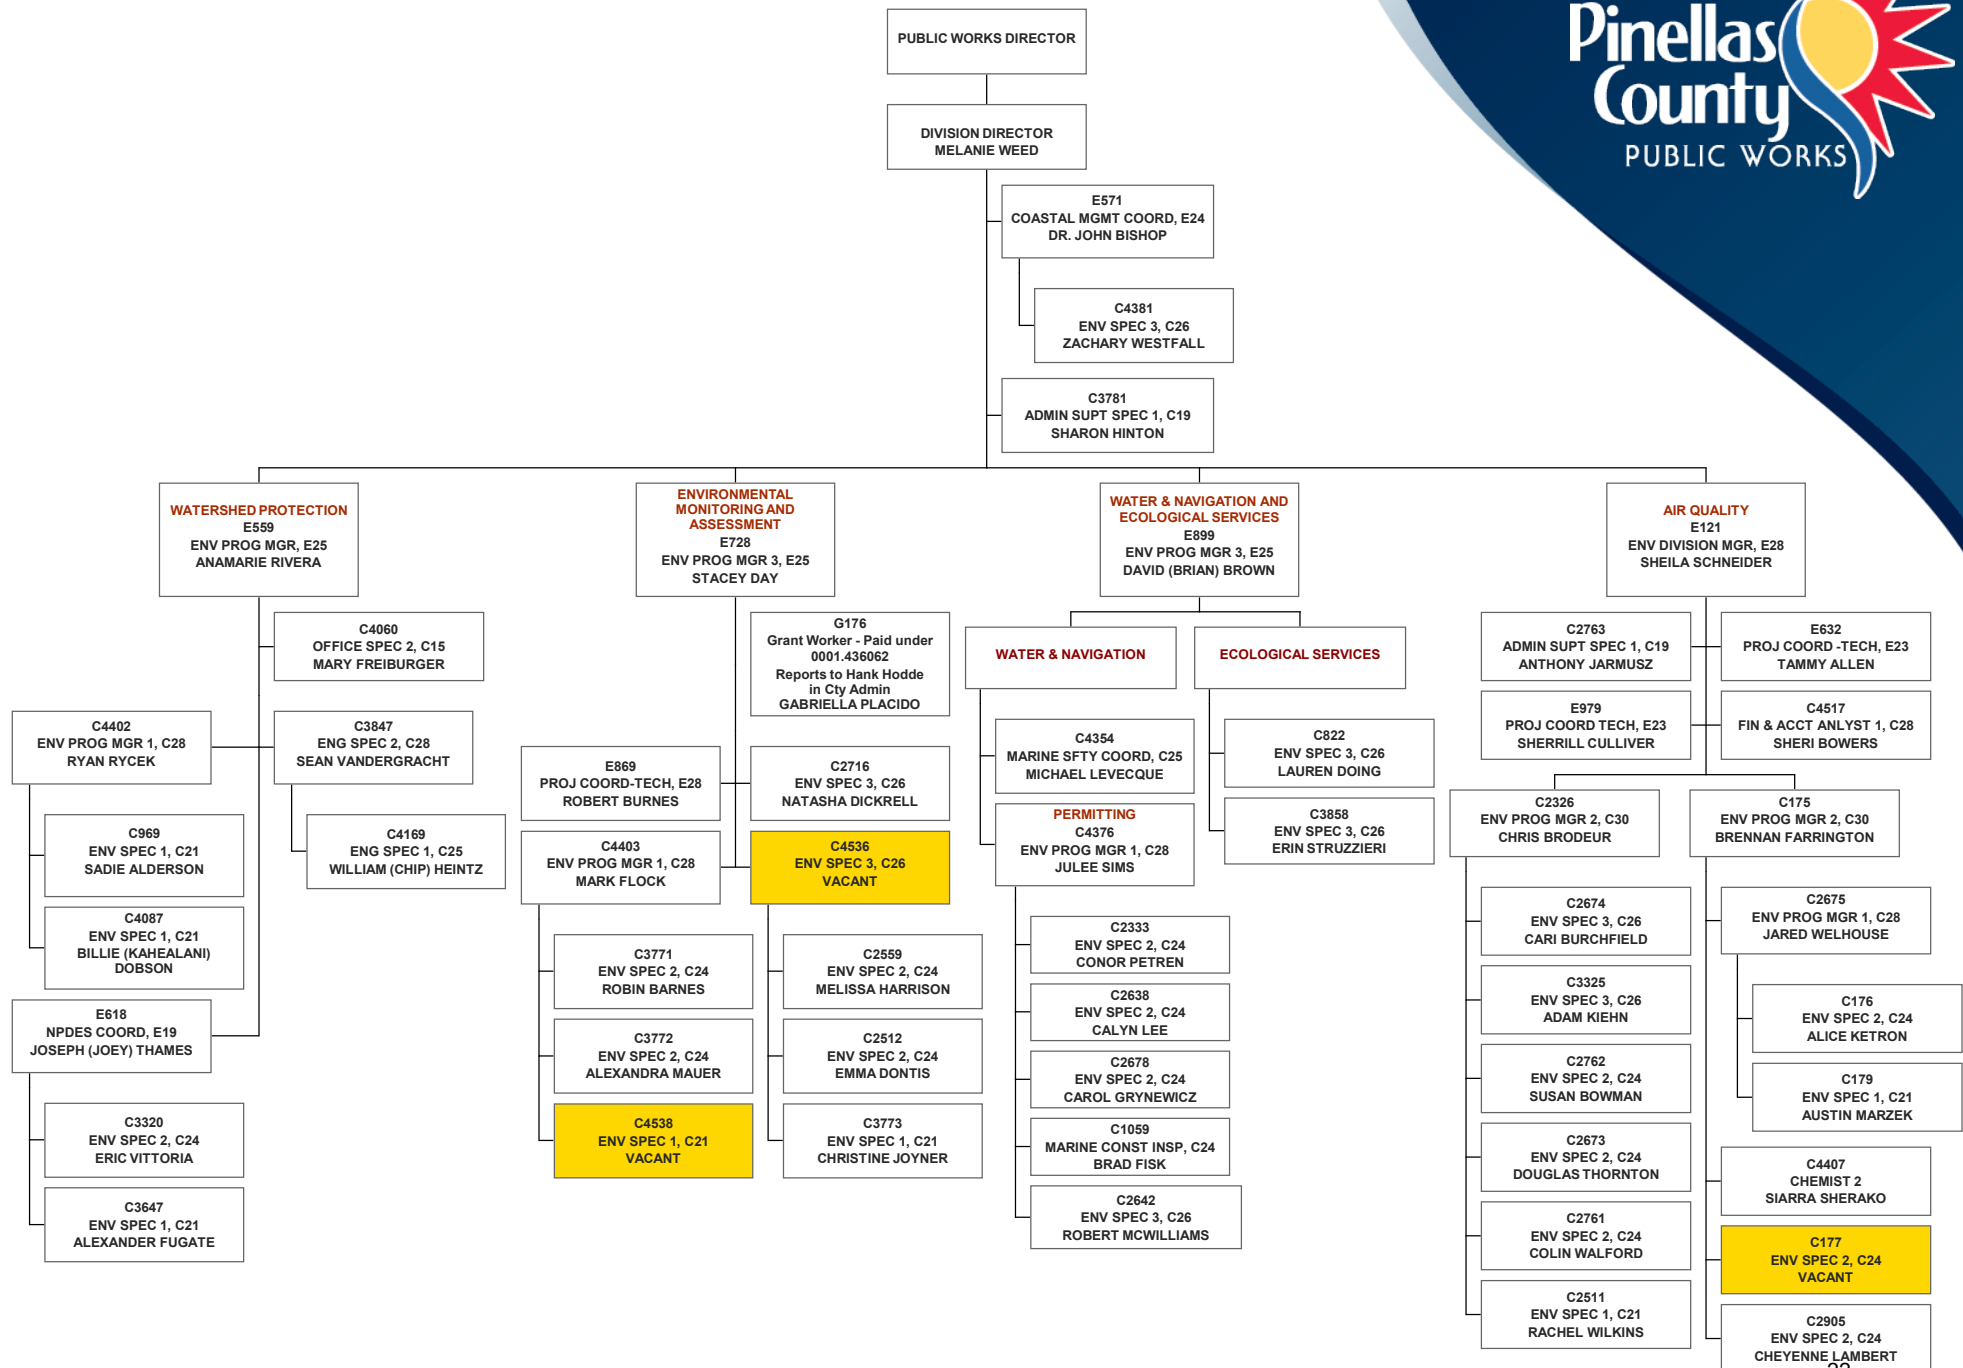 Pinellas
County
PUBLIC WORKS
PUBLIC WORKS DIRECTOR
DIVISION DIRECTOR
MELANIE WEED
E571
COASTAL MGMT COORD, E24
DR. JOHN BISHOP
C4381
ENV SPEC 3, C26
ZACHARY WESTFALL
C3781
ADMIN SUPT SPEC 1, C19
SHARON HINTON
WATERSHED PROTECTION
E559
ENV PROG MGR, E25
ANAMARIE RIVERA
C4060
OFFICE SPEC 2, C15
MARY FREIBURGER
C4402
ENV PROG MGR 1, C28
RYAN RYCEK
C3847
ENG SPEC 2, C28
SEAN VANDERGRACHT
C969
ENV SPEC 1, C21
SADIE ALDERSON
C4169
ENG SPEC 1, C25
WILLIAM (CHIP) HEINTZ
C4087
ENV SPEC 1, C21
BILLIE (KAHEALANI)
DOBSON
E618
NPDES COORD, E19
JOSEPH (JOEY) THAMES
C3320
ENV SPEC 2, C24
ERIC VITTORIA
C3647
ENV SPEC 1, C21
ALEXANDER FUGATE
ENVIRONMENTAL
MONITORING AND
ASSESSMENT
E728
ENV PROG MGR 3, E25
STACEY DAY
G176
Grant Worker - Paid under
0001.436062
Reports to Hank Hodde
in Cty Admin
GABRIELLA PLACIDO
E869
PROJ COORD-TECH, E28
ROBERT BURNES
C2716
ENV SPEC 3, C26
NATASHA DICKRELL
C4403
ENV PROG MGR 1, C28
MARK FLOCK
C4536
ENV SPEC 3, C26
VACANT
C3771
ENV SPEC 2, C24
ROBIN BARNES
C2559
ENV SPEC 2, C24
MELISSA HARRISON
C3772
ENV SPEC 2, C24
ALEXANDRA MAUER
C2512
ENV SPEC 2, C24
EMMA DONTIS
C4538
ENV SPEC 1, C21
VACANT
C3773
ENV SPEC 1, C21
CHRISTINE JOYNER
WATER & NAVIGATION AND
ECOLOGICAL SERVICES
E899
ENV PROG MGR 3, E25
DAVID (BRIAN) BROWN
WATER & NAVIGATION
ECOLOGICAL SERVICES
C4354
MARINE SFTY COORD, C25
MICHAEL LEVECQUE
C822
ENV SPEC 3, C26
LAUREN DOING
PERMITTING
C4376
ENV PROG MGR 1, C28
JULEE SIMS
C3858
ENV SPEC 3, C26
ERIN STRUZZIERI
C2333
ENV SPEC 2, C24
CONOR PETREN
C2638
ENV SPEC 2, C24
CALYN LEE
C2678
ENV SPEC 2, C24
CAROL GRYNEWICZ
C1059
MARINE CONST INSP, C24
BRAD FISK
C2642
ENV SPEC 3, C26
ROBERT MCWILLIAMS
AIR QUALITY
E121
ENV DIVISION MGR, E28
SHEILA SCHNEIDER
C2763
ADMIN SUPT SPEC 1, C19
ANTHONY JARMUSZ
E632
PROJ COORD -TECH, E23
TAMMY ALLEN
E979
PROJ COORD TECH, E23
SHERRILL CULLIVER
C4517
FIN & ACCT ANLYST 1, C28
SHERI BOWERS
C2326
ENV PROG MGR 2, C30
CHRIS BRODEUR
C175
ENV PROG MGR 2, C30
BRENNAN FARRINGTON
C2674
ENV SPEC 3, C26
CARI BURCHFIELD
C3325
ENV SPEC 3, C26
ADAM KIEHN
C2762
ENV SPEC 2, C24
SUSAN BOWMAN
C2673
ENV SPEC 2, C24
DOUGLAS THORNTON
C2761
ENV SPEC 2, C24
COLIN WALFORD
C2511
ENV SPEC 1, C21
RACHEL WILKINS
C2675
ENV PROG MGR 1, C28
JARED WELHOUSE
C176
ENV SPEC 2, C24
ALICE KETRON
C179
ENV SPEC 1, C21
AUSTIN MARZEK
C4407
CHEMIST 2
SIARRA SHERAKO
C177
ENV SPEC 2, C24
VACANT
C2905
ENV SPEC 2, C24
CHEYENNE LAMBERT